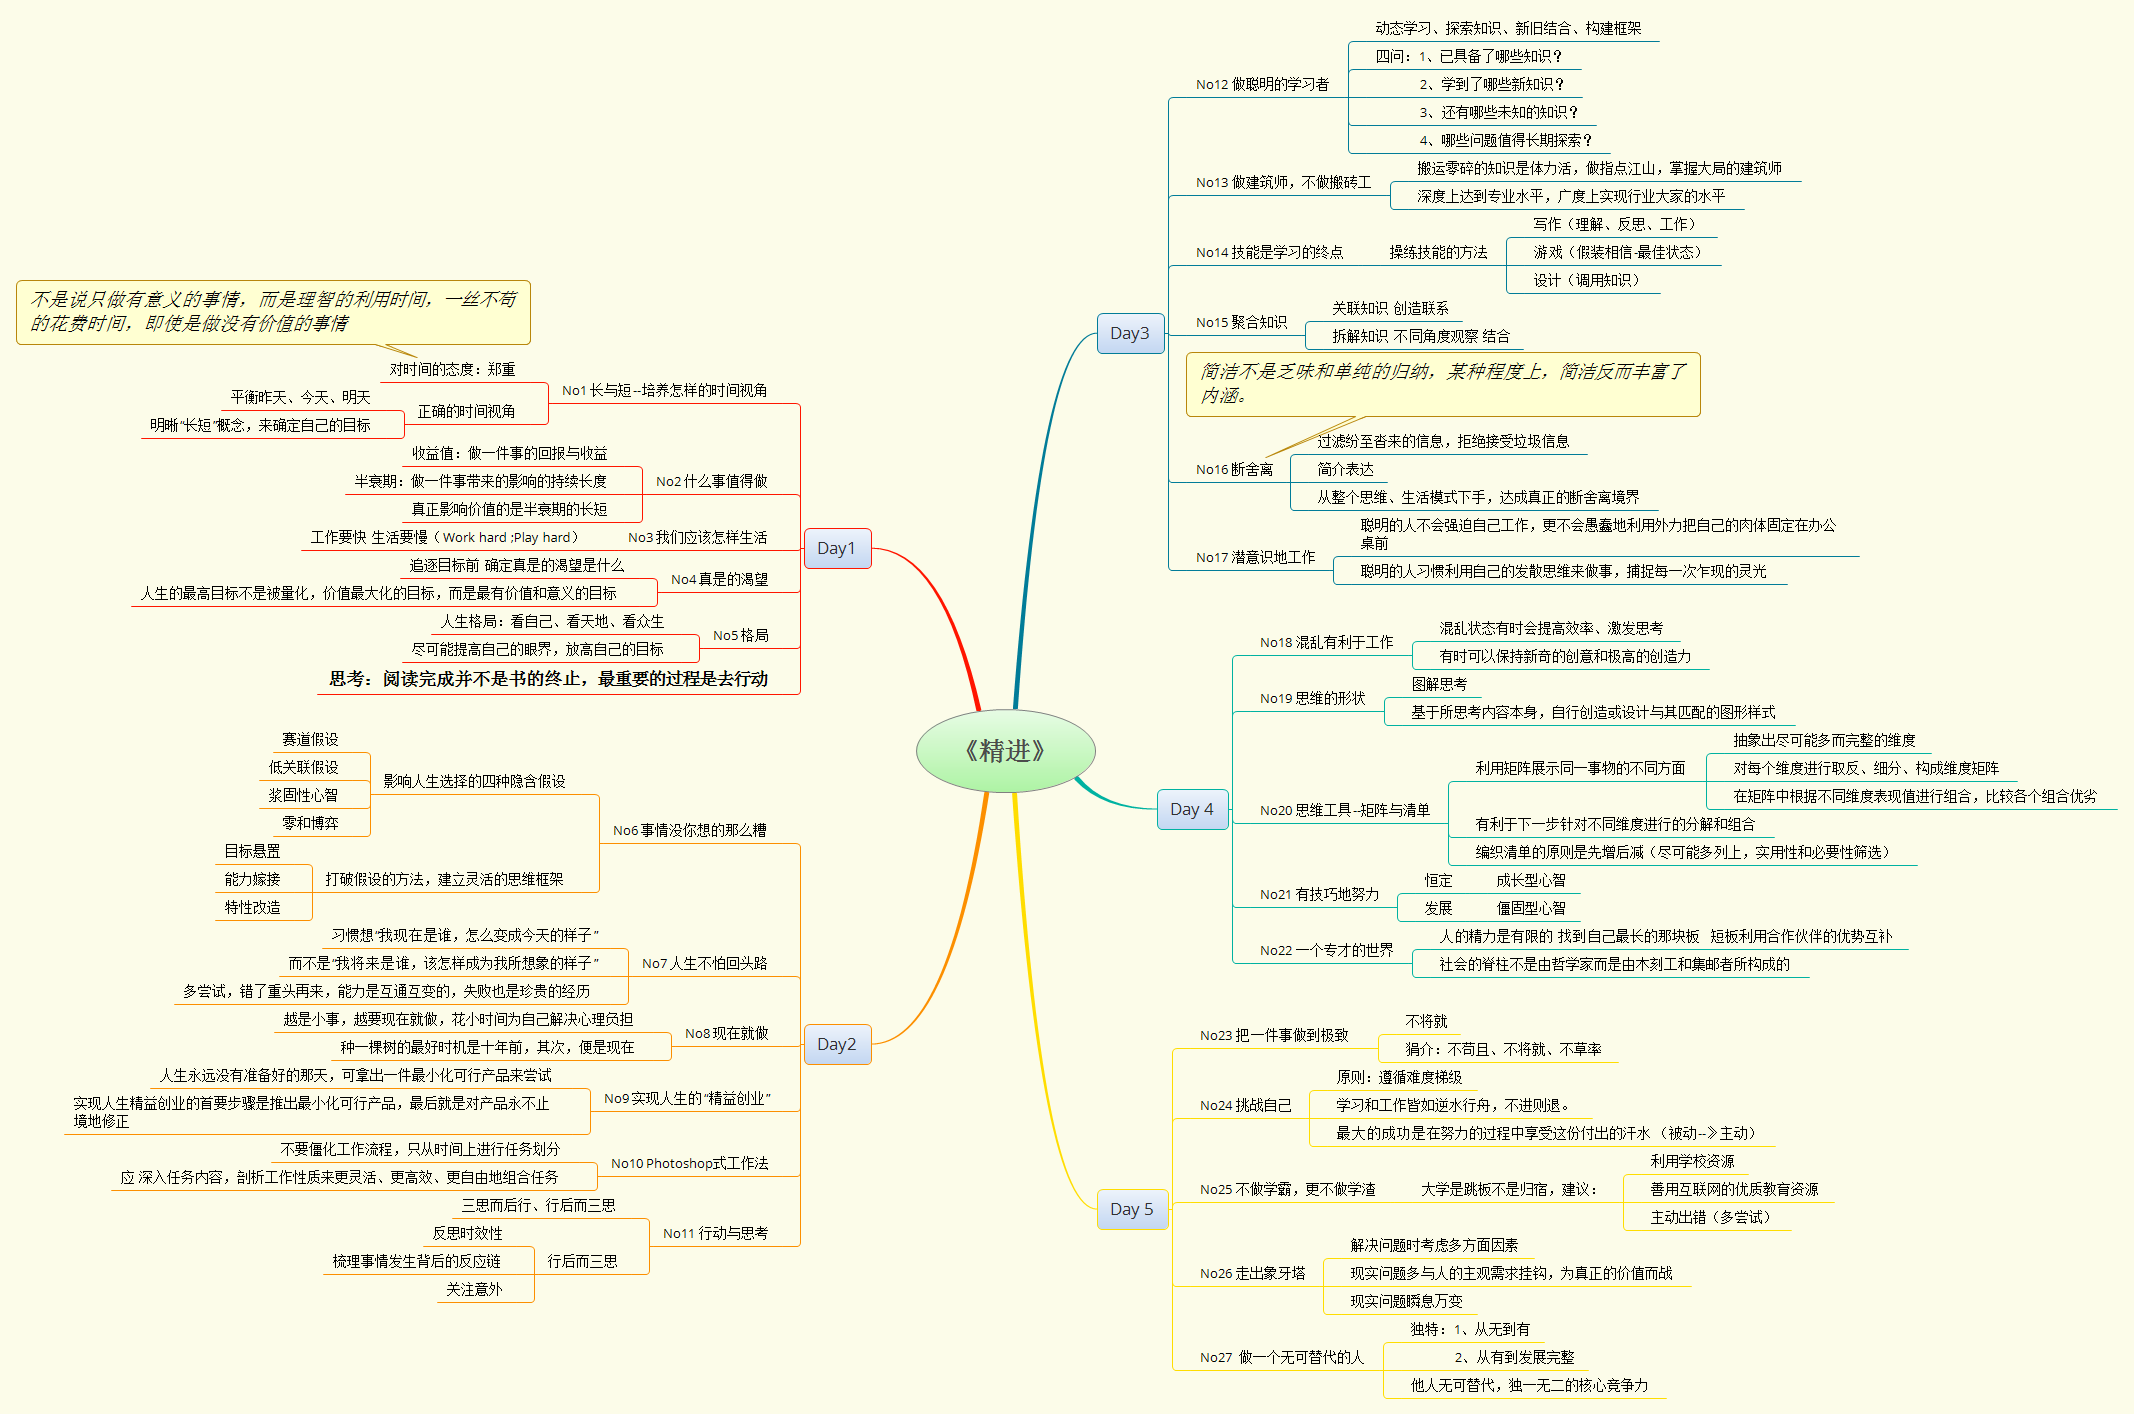 《精进》
Day1
不是说只做有意义的事情，而是理智的利用时间，一丝不苟
的花费时间，即使是做没有价值的事情
No1 长与短--培养怎样的时间视角
对时间的态度：郑重
正确的时间视角
平衡昨天、今天、明天
明晰“长短”概念，来确定自己的目标
No2 什么事值得做
收益值：做一件事的回报与收益
半衰期：做一件事带来的影响的持续长度
真正影响价值的是半衰期的长短
No3 我们应该怎样生活
工作要快 生活要慢（ Work hard ;Play hard）
No4 真是的渴望
追逐目标前 确定真是的渴望是什么
人生的最高目标不是被量化，价值最大化的目标，而是最有价值和意义的目标
No5 格局
人生格局：看自己、看天地、看众生
尽可能提高自己的眼界，放高自己的目标
思考：阅读完成并不是书的终止，最重要的过程是去行动
Day2
No6 事情没你想的那么槽
影响人生选择的四种隐含假设
赛道假设
低关联假设
浆固性心智
零和博弈
打破假设的方法，建立灵活的思维框架
目标悬置
能力嫁接
特性改造
No7 人生不怕回头路
习惯想“我现在是谁，怎么变成今天的样子”
而不是“我将来是谁，该怎样成为我所想象的样子”
多尝试，错了重头再来，能力是互通互变的，失败也是珍贵的经历
No8 现在就做
越是小事，越要现在就做，花小时间为自己解决心理负担
种一棵树的最好时机是十年前，其次，便是现在
No9 实现人生的“精益创业”
人生永远没有准备好的那天，可拿出一件最小化可行产品来尝试
实现人生精益创业的首要步骤是推出最小化可行产品，最后就是对产品永不止
境地修正
No10 Photoshop式工作法
不要僵化工作流程，只从时间上进行任务划分
应 深入任务内容，剖析工作性质来更灵活、更高效、更自由地组合任务
No11 行动与思考
三思而后行、行后而三思
行后而三思
反思时效性
梳理事情发生背后的反应链
关注意外
Day3
No12 做聪明的学习者
动态学习、探索知识、新旧结合、构建框架
四问：1、已具备了哪些知识？
2、学到了哪些新知识？
3、还有哪些未知的知识？
4、哪些问题值得长期探索？
No13 做建筑师，不做搬砖工
搬运零碎的知识是体力活，做指点江山，掌握大局的建筑师
深度上达到专业水平，广度上实现行业大家的水平
No14 技能是学习的终点
操练技能的方法
写作（理解、反思、工作）
游戏（假装相信-最佳状态）
设计（调用知识）
No15 聚合知识
关联知识 创造联系
拆解知识 不同角度观察 结合
简洁不是乏味和单纯的归纳，某种程度上，简洁反而丰富了
内涵。
No16 断舍离
过滤纷至沓来的信息，拒绝接受垃圾信息
简介表达
从整个思维、生活模式下手，达成真正的断舍离境界
No17 潜意识地工作
聪明的人不会强迫自己工作，更不会愚蠢地利用外力把自己的肉体固定在办公
桌前
聪明的人习惯利用自己的发散思维来做事，捕捉每一次乍现的灵光
Day 4
No18 混乱有利于工作
混乱状态有时会提高效率、激发思考
有时可以保持新奇的创意和极高的创造力
No19 思维的形状
图解思考
基于所思考内容本身，自行创造或设计与其匹配的图形样式
No20 思维工具--矩阵与清单
利用矩阵展示同一事物的不同方面
抽象出尽可能多而完整的维度
对每个维度进行取反、细分、构成维度矩阵
在矩阵中根据不同维度表现值进行组合，比较各个组合优劣
有利于下一步针对不同维度进行的分解和组合
编织清单的原则是先增后减（尽可能多列上，实用性和必要性筛选）
No21 有技巧地努力
恒定 成长型心智
发展 僵固型心智
No22 一个专才的世界
人的精力是有限的 找到自己最长的那块板 短板利用合作伙伴的优势互补
社会的脊柱不是由哲学家而是由木刻工和集邮者所构成的
Day 5
No23 把一件事做到极致
不将就
狷介：不苟且、不将就、不草率
No24 挑战自己
原则：遵循难度梯级
学习和工作皆如逆水行舟，不进则退。
最大的成功是在努力的过程中享受这份付出的汗水 （被动--》主动）
No25 不做学霸，更不做学渣
大学是跳板不是归宿，建议：
利用学校资源
善用互联网的优质教育资源
主动出错（多尝试）
No26 走出象牙塔
解决问题时考虑多方面因素
现实问题多与人的主观需求挂钩，为真正的价值而战
现实问题瞬息万变
No27 做一个无可替代的人
独特：1、从无到有
2、从有到发展完整
他人无可替代，独一无二的核心竞争力